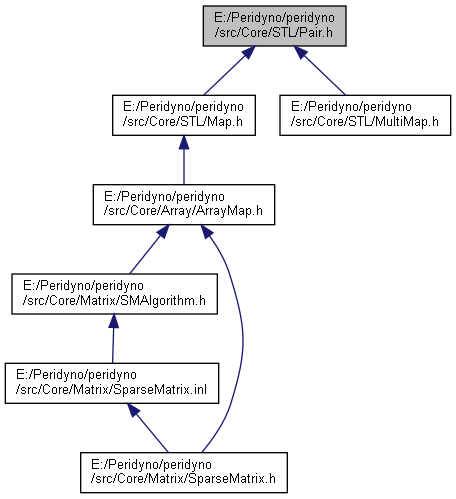 E:/Peridyno/peridyno
/src/Core/STL/Pair.h
E:/Peridyno/peridyno
/src/Core/STL/Map.h
E:/Peridyno/peridyno
/src/Core/STL/MultiMap.h
E:/Peridyno/peridyno
/src/Core/Array/ArrayMap.h
E:/Peridyno/peridyno
/src/Core/Matrix/SMAlgorithm.h
E:/Peridyno/peridyno
/src/Core/Matrix/SparseMatrix.inl
E:/Peridyno/peridyno
/src/Core/Matrix/SparseMatrix.h